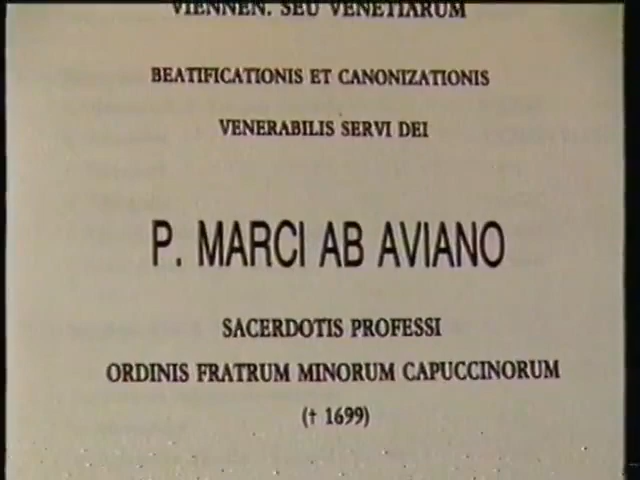 VIENNEN. SEU VENETIARUM
BEATIFICATIONIS ET CANONIZATIONIS
VENERABILIS SERVI DEI
P. MARCI AB AVIANO
SACERDOTIS PROFESSI
ORDINIS FRATRUM MINORUM CAPUCCINORUM
(† 1699)